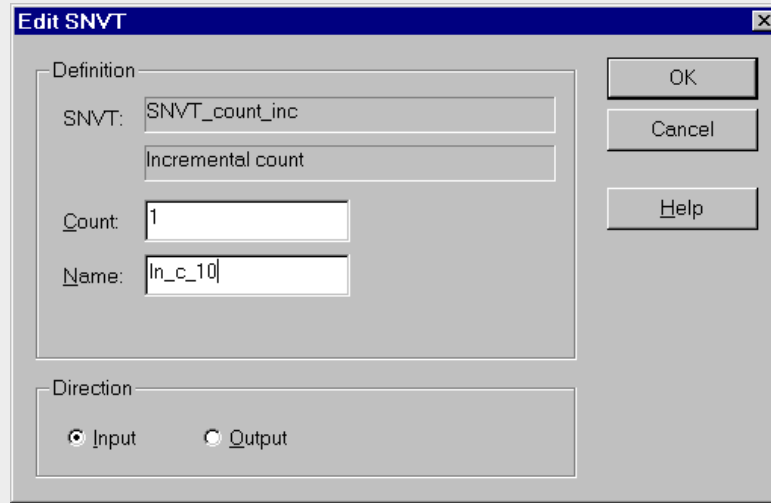 Edit SNVT
Definition
SNVT: SNVT_count_inc
Incremental count
Count: 1
Name: In_c_10
OK
Cancel
Help
Direction
Input Output